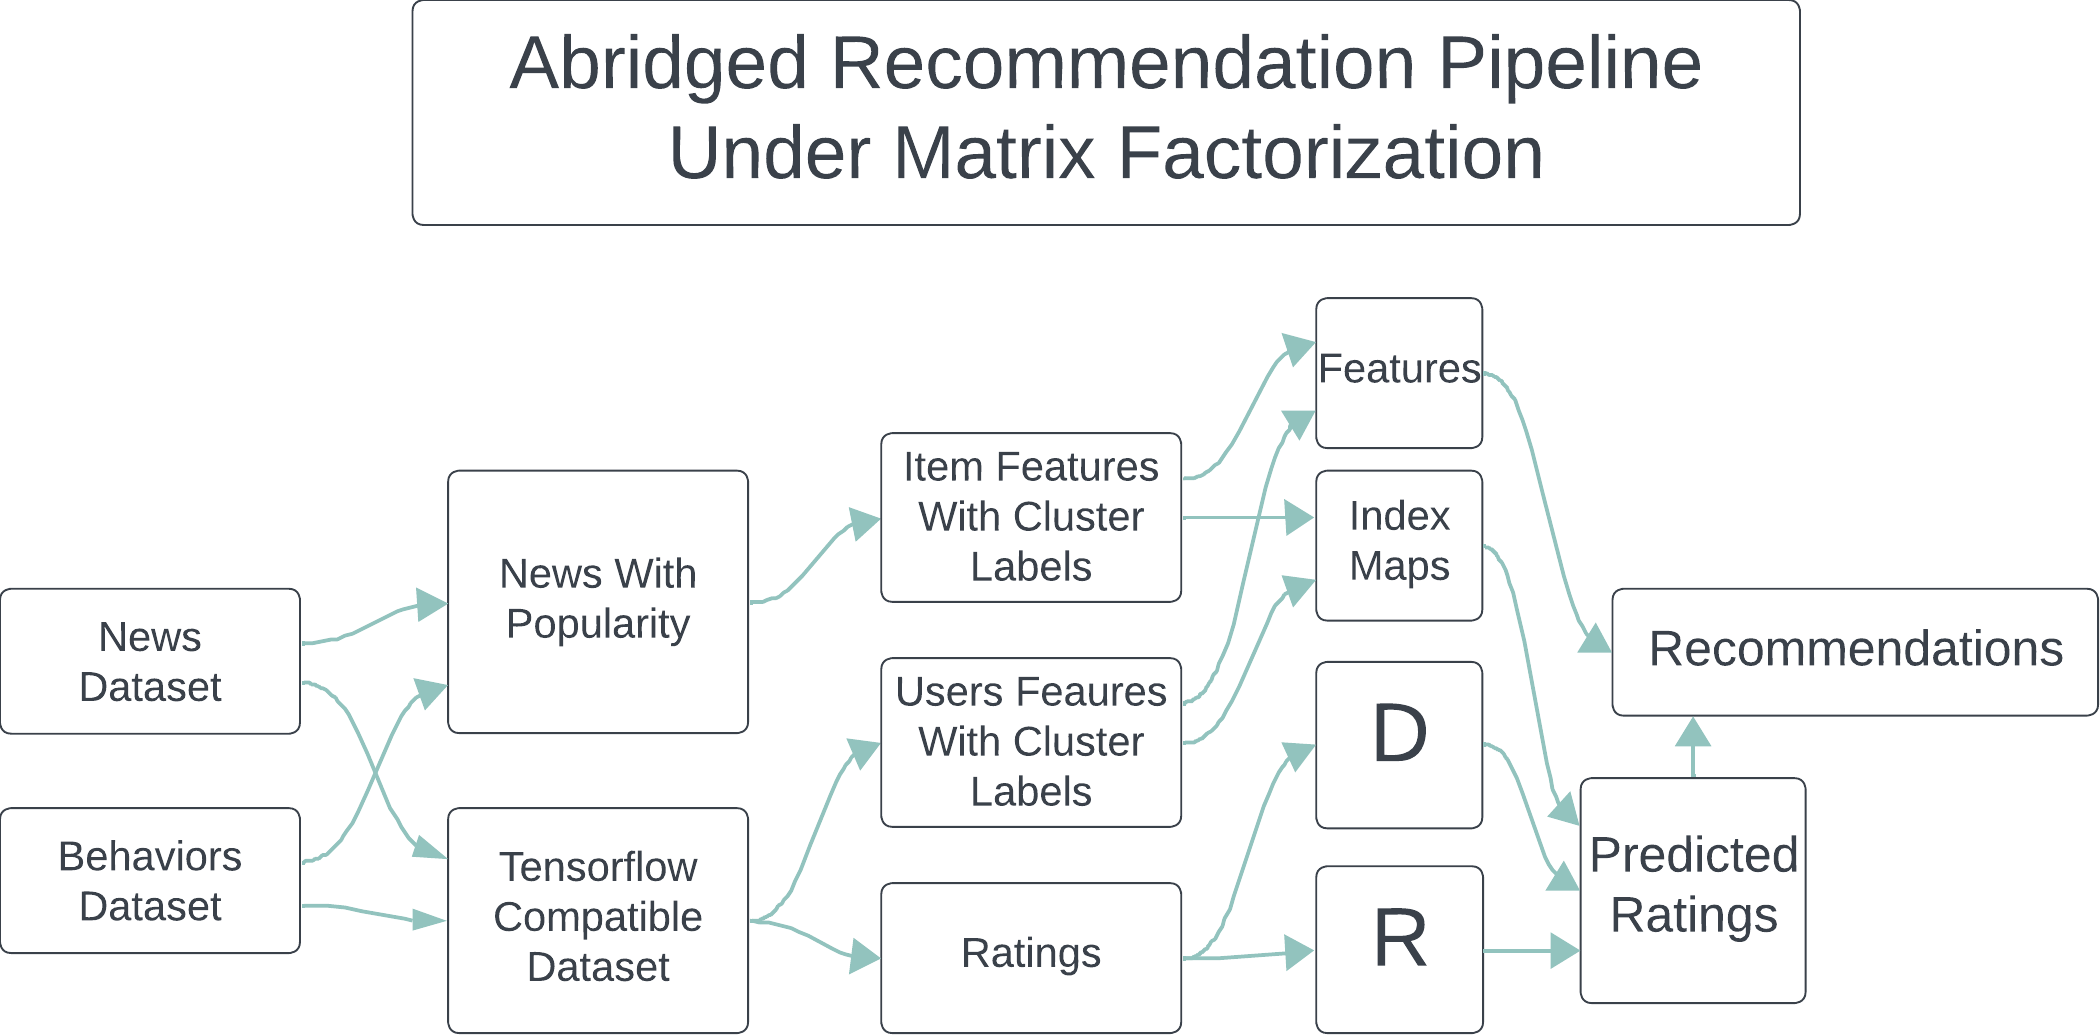 Abridged Recommendation Pipeline
Under Matrix Factorization
News
Dataset
Behaviors
Dataset
News With
Popularity
Tensorflow
Compatible
Dataset
Item Features
With Cluster
Labels
Users Feaures
With Cluster
Labels
Ratings
Features
Index
Maps
D
R
Recommendations
Predicted
Ratings